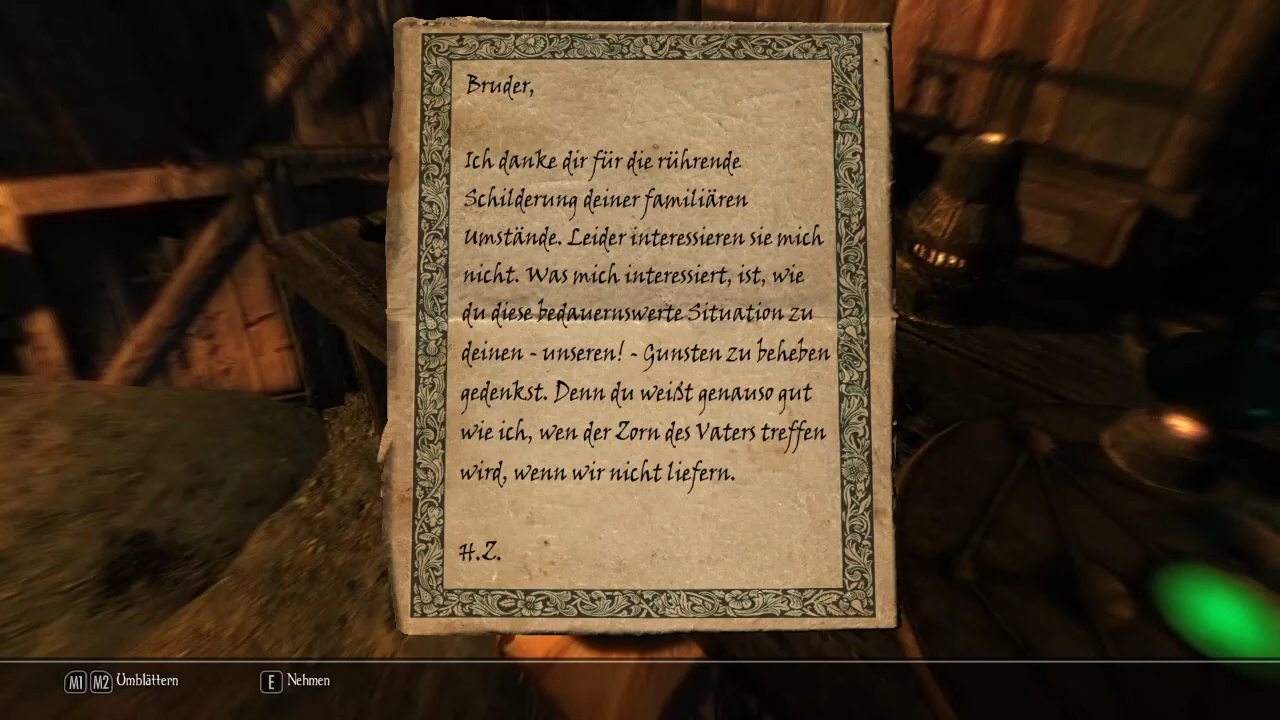 Bruder,
Ich danke dir für die rührende
Schilderung deiner familiären
Umstände. Leider interessieren sie mich
nicht. Was mich interessiert, ist, wie
du diese bedauernswerte Situation zu
deinen - unseren! - Gunsten zu beheben
gedenkst. Denn du weißt genauso gut
wie ich, wen der Zorn des Vaters treffen
wird, wenn wir nicht liefern.
H.Z.
M1 M2 Umblättern E Nehmen